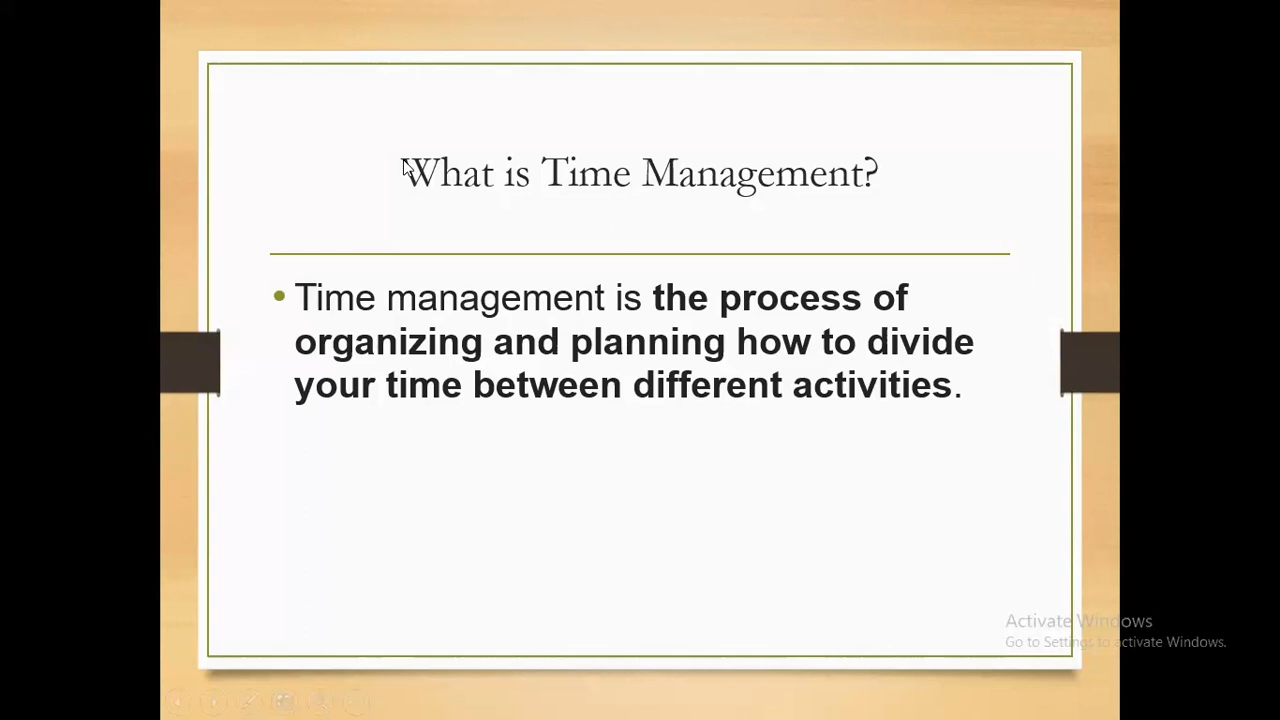 What is Time Management?
• Time management is the process of
organizing and planning how to divide
your time between different activities.
Activate Windows
Go to Settings to activate Windows.